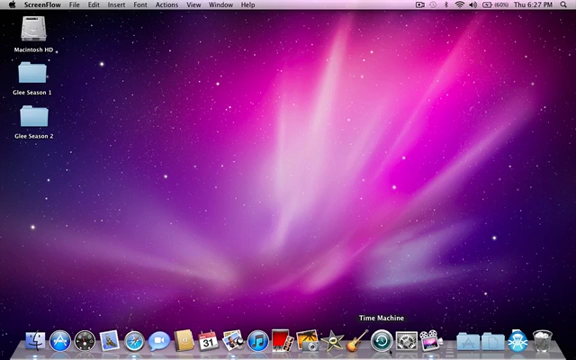 ScreenFlow File Edit Insert Font Arrange Actions View Window Help (60%) Thu 6:27 PM
Macintosh HD
Glee Season 1
Glee Season 2
Time Machine
31